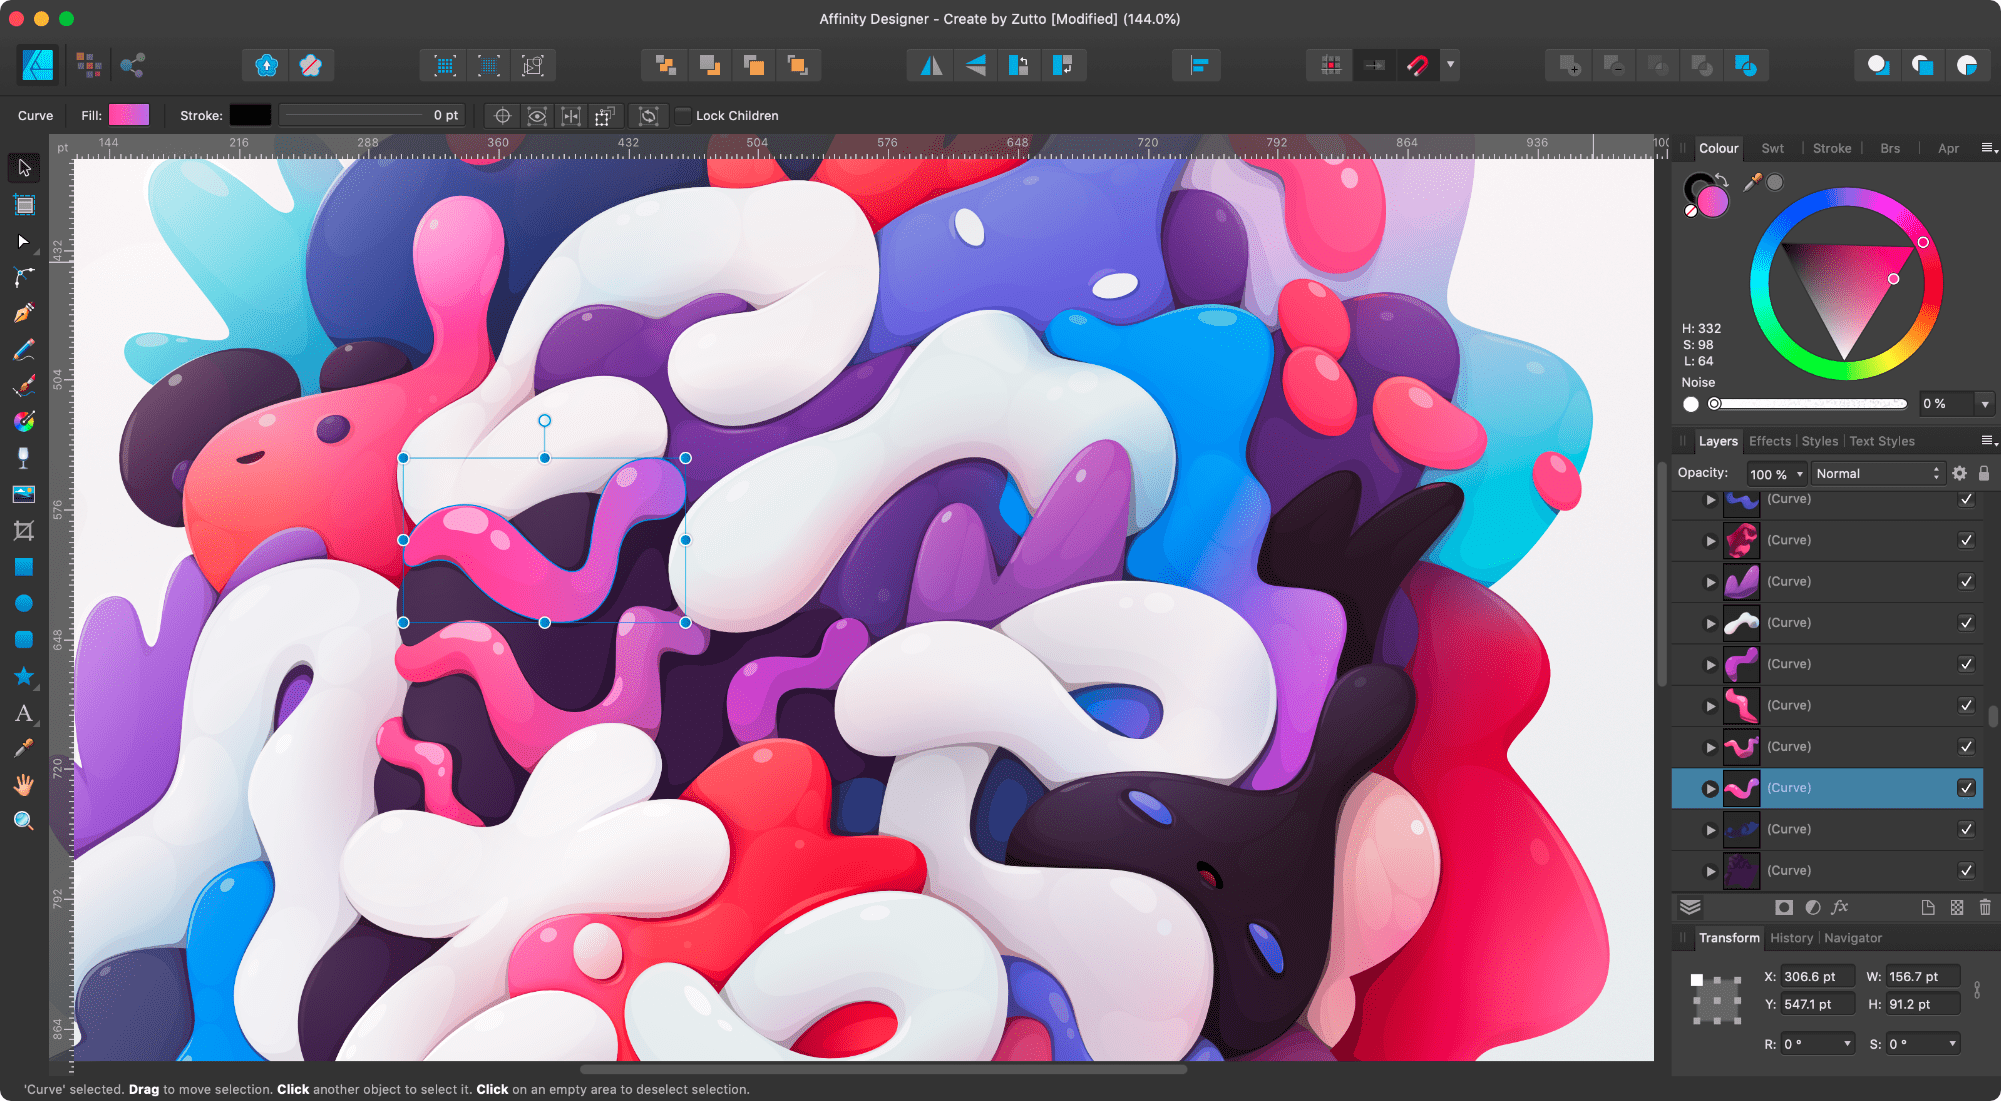 Affinity Designer - Create by Zutto [Modified] (144.0%)
Curve Fill: Stroke: 0 pt Lock Children
pt 144 216 288 360 432 504 576 648 720 792 864 936 100
Colour Swt Stroke Brs Apr
432
504
576
648
720
792
864
H: 332
S: 98
L: 64
Noise
0 %
Layers Effects Styles Text Styles
Opacity: 100 % Normal
(Curve)
(Curve)
(Curve)
(Curve)
(Curve)
(Curve)
(Curve)
(Curve)
(Curve)
(Curve)
fx
Transform History Navigator
X: 306.6 pt W: 156.7 pt
Y: 547.1 pt H: 91.2 pt
R: 0 ° S: 0 °
'Curve' selected. Drag to move selection. Click another object to select it. Click on an empty area to deselect selection.